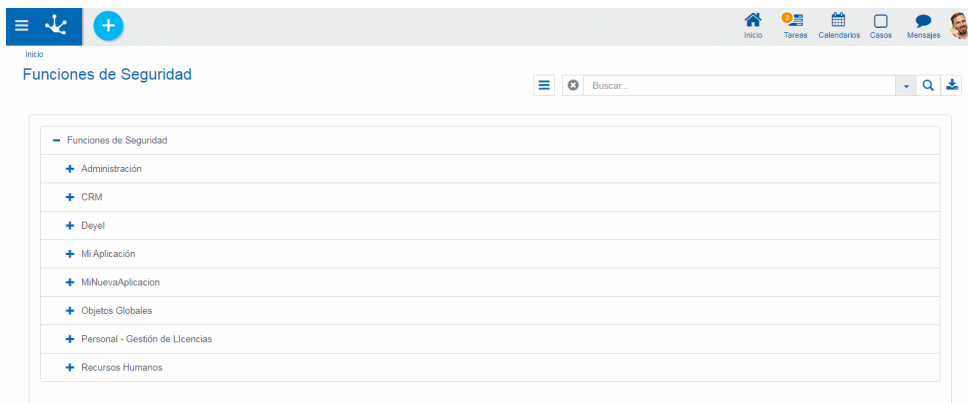 3
Inicio Tareas Calendarios Casos Mensajes
Inicio
Funciones de Seguridad
Buscar...
Funciones de Seguridad
Administración
CRM
Deyel
Mi Aplicación
MiNuevaAplicacion
Objetos Globales
Personal - Gestión de LIcencias
Recursos Humanos